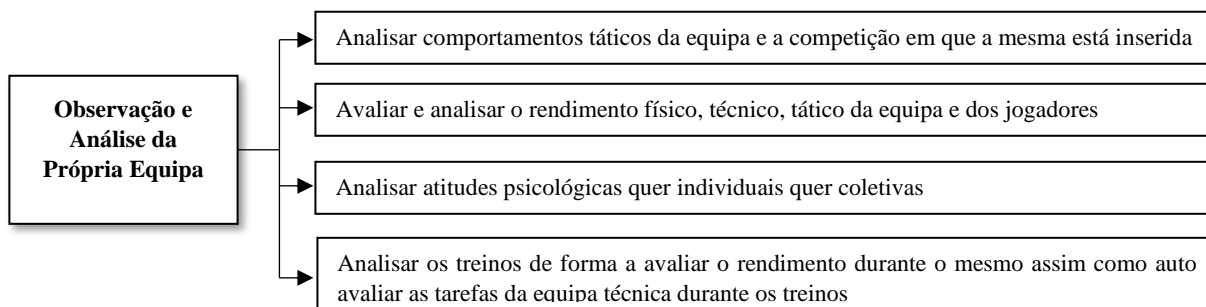 Observação e
Análise da
Própria Equipa
Analisar comportamentos táticos da equipa e a competição em que a mesma está inserida
Avaliar e analisar o rendimento físico, técnico, tático da equipa e dos jogadores
Analisar atitudes psicológicas quer individuais quer coletivas
Analisar os treinos de forma a avaliar o rendimento durante o mesmo assim como auto
avaliar as tarefas da equipa técnica durante os treinos